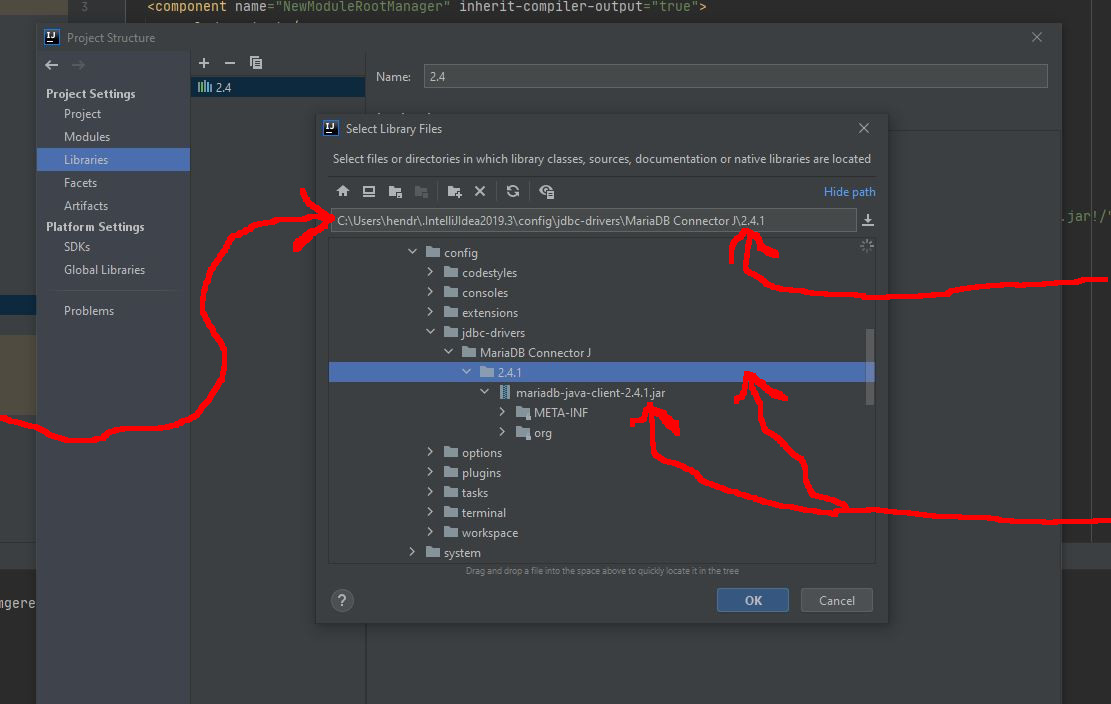 3 <component name="NewModuleRootManager" inherit-compiler-output="true">
Project Structure
Project Settings
Project
Modules
Libraries
Facets
Artifacts
Platform Settings
SDKs
Global Libraries
Problems
2.4
Name: 2.4
Select Library Files
Select files or directories in which library classes, sources, documentation or native libraries are located
Hide path
C:\Users\hendr\.IntelliJIdea2019.3\config\jdbc-drivers\MariaDB Connector J\2.4.1
.jar!/"
config
codestyles
consoles
extensions
jdbc-drivers
MariaDB Connector J
2.4.1
mariadb-java-client-2.4.1.jar
META-INF
org
options
plugins
tasks
terminal
workspace
system
Drag and drop a file into the space above to quickly locate it in the tree
?
OK
Cancel
mgere